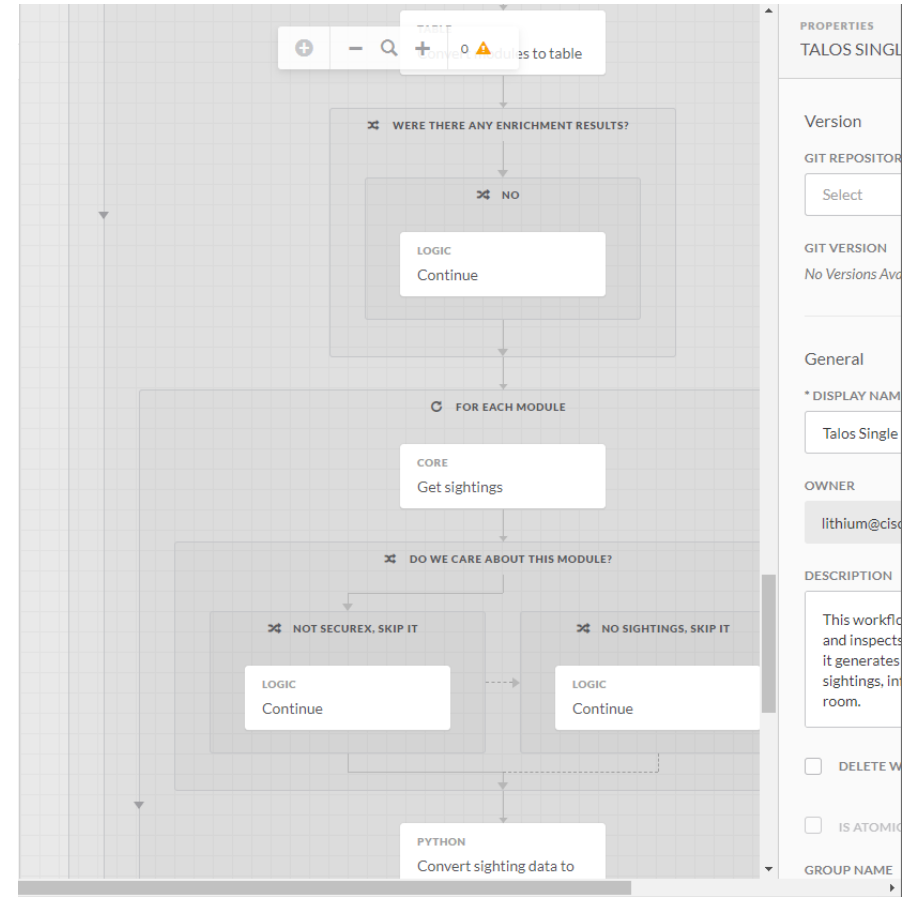 TABLE
Convert modules to table
0
WERE THERE ANY ENRICHMENT RESULTS?
NO
LOGIC
Continue
FOR EACH MODULE
CORE
Get sightings
DO WE CARE ABOUT THIS MODULE?
NOT SECUREX, SKIP IT
NO SIGHTINGS, SKIP IT
LOGIC
Continue
LOGIC
Continue
PYTHON
Convert sighting data to
PROPERTIES
TALOS SINGL
Version
GIT REPOSITOR
Select
GIT VERSION
No Versions Ava
General
* DISPLAY NAM
Talos Single
OWNER
lithium@cisc
DESCRIPTION
This workflo
and inspects
it generates
sightings, in
room.
DELETE W
IS ATOMIC
GROUP NAME